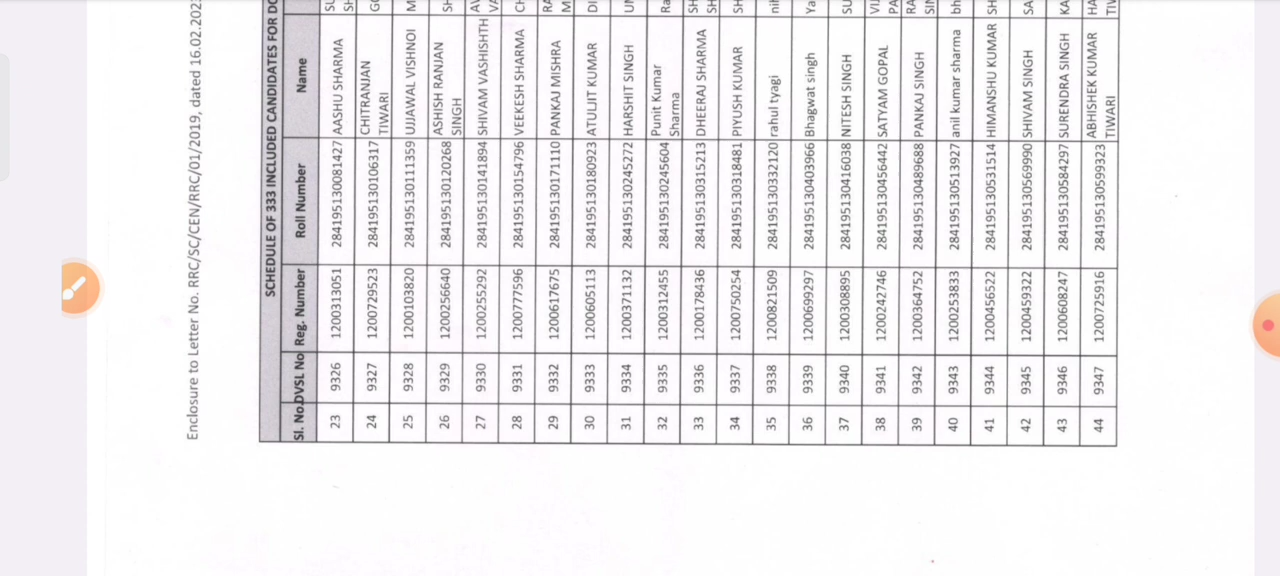 Enclosure to Letter No. RRC/SC/CEN/RRC/01/2019, dated 16.02.202
SCHEDULE OF 333 INCLUDED CANDIDATES FOR DO
Sl. No. DVSL No Reg. Number Roll Number Name
23 9326 1200313051 284195130081427 AASHU SHARMA
24 9327 1200729523 284195130106317 CHITRANJAN
TIWARI
25 9328 1200103820 284195130111359 UJJAWAL VISHNOI
26 9329 1200256640 284195130120268 ASHISH RANJAN
SINGH
27 9330 1200255292 284195130141894 SHIVAM VASHISHTH
28 9331 1200777596 284195130154796 VEEKESH SHARMA
29 9332 1200617675 284195130171110 PANKAJ MISHRA
30 9333 1200605113 284195130180923 ATULJIT KUMAR
31 9334 1200371132 284195130245272 HARSHIT SINGH
32 9335 1200312455 284195130245604 Punit Kumar
Sharma
33 9336 1200178436 284195130315213 DHEERAJ SHARMA
34 9337 1200750254 284195130318481 PIYUSH KUMAR
35 9338 1200821509 284195130332120 rahul tyagi
36 9339 1200699297 284195130403966 Bhagwat singh
37 9340 1200308895 284195130416038 NITESH SINGH
38 9341 1200242746 284195130456442 SATYAM GOPAL
39 9342 1200364752 284195130489688 PANKAJ SINGH
40 9343 1200253833 284195130513927 anil kumar sharma
41 9344 1200456522 284195130531514 HIMANSHU KUMAR
42 9345 1200459322 284195130569990 SHIVAM SINGH
43 9346 1200608247 284195130584297 SURENDRA SINGH
44 9347 1200725916 284195130599323 ABHISHEK KUMAR
TIWARI